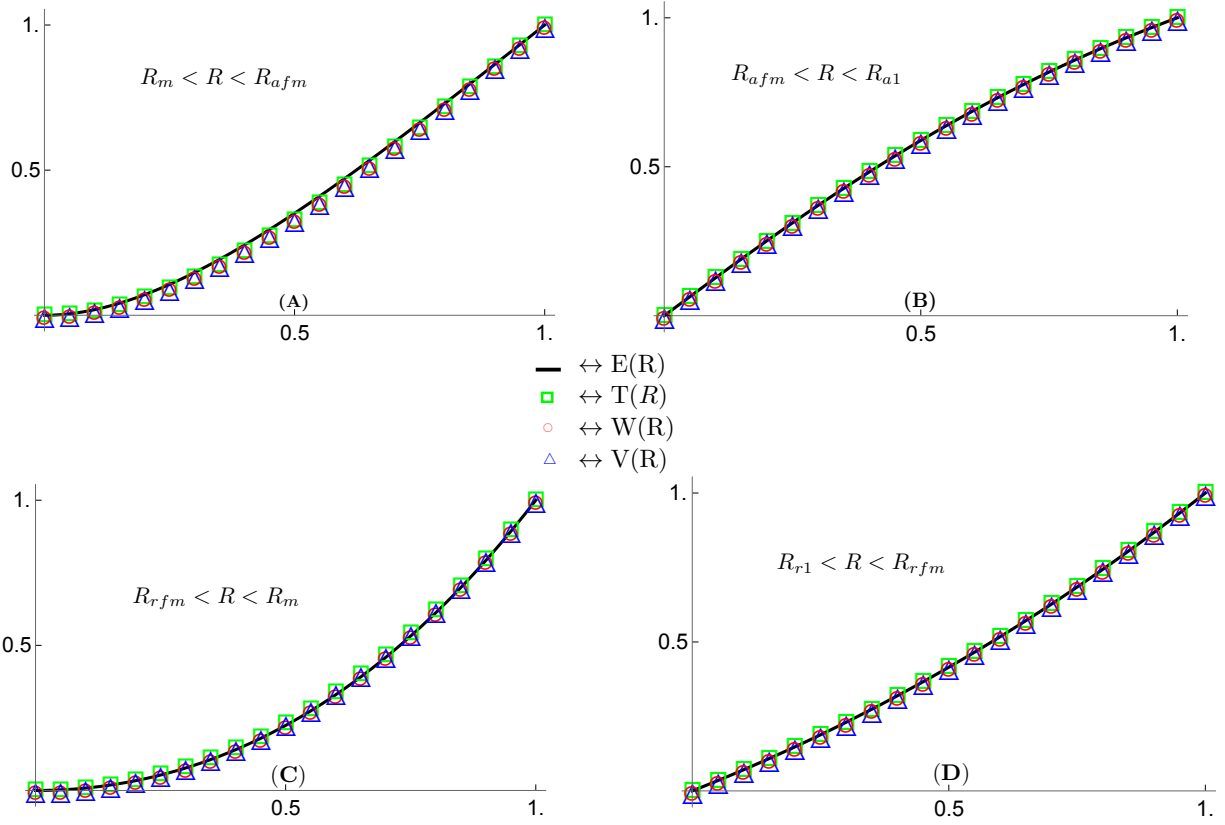 1.
R_m < R < R_afm
0.5
(A)
0.5
1.
1.
R_afm < R < R_a1
0.5
(B)
0.5
1.
↔ E(R)
↔ T(R)
↔ W(R)
↔ V(R)
1.
R_rfm < R < R_m
0.5
(C)
0.5
1.
1.
R_r1 < R < R_rfm
0.5
(D)
0.5
1.